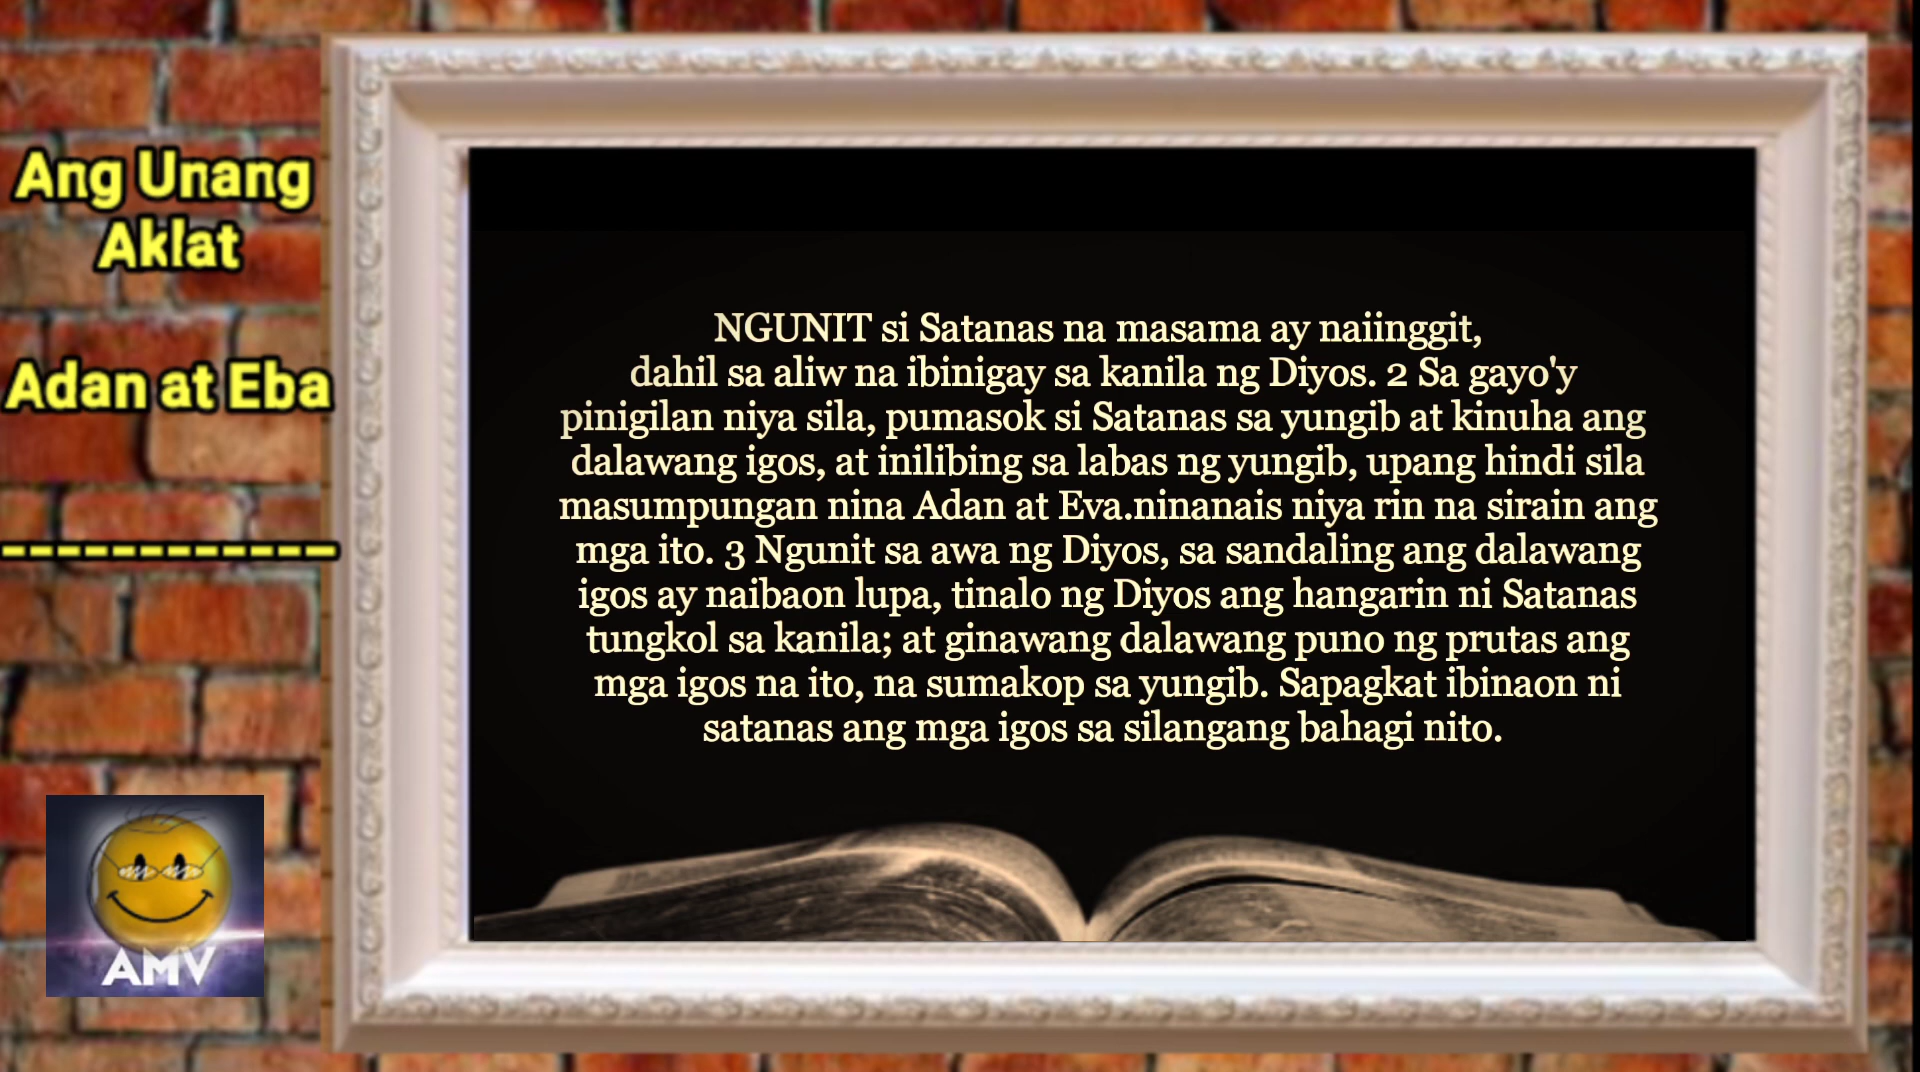 Ang Unang
Aklat
Adan at Eba
NGUNIT si Satanas na masama ay naiinggit,
dahil sa aliw na ibinigay sa kanila ng Diyos. 2 Sa gayo'y
pinigilan niya sila, pumasok si Satanas sa yungib at kinuha ang
dalawang igos, at inilibing sa labas ng yungib, upang hindi sila
masumpungan nina Adan at Eva.ninanais niya rin na sirain ang
mga ito. 3 Ngunit sa awa ng Diyos, sa sandaling ang dalawang
igos ay naibaon lupa, tinalo ng Diyos ang hangarin ni Satanas
tungkol sa kanila; at ginawang dalawang puno ng prutas ang
mga igos na ito, na sumakop sa yungib. Sapagkat ibinaon ni
satanas ang mga igos sa silangang bahagi nito.
AMV